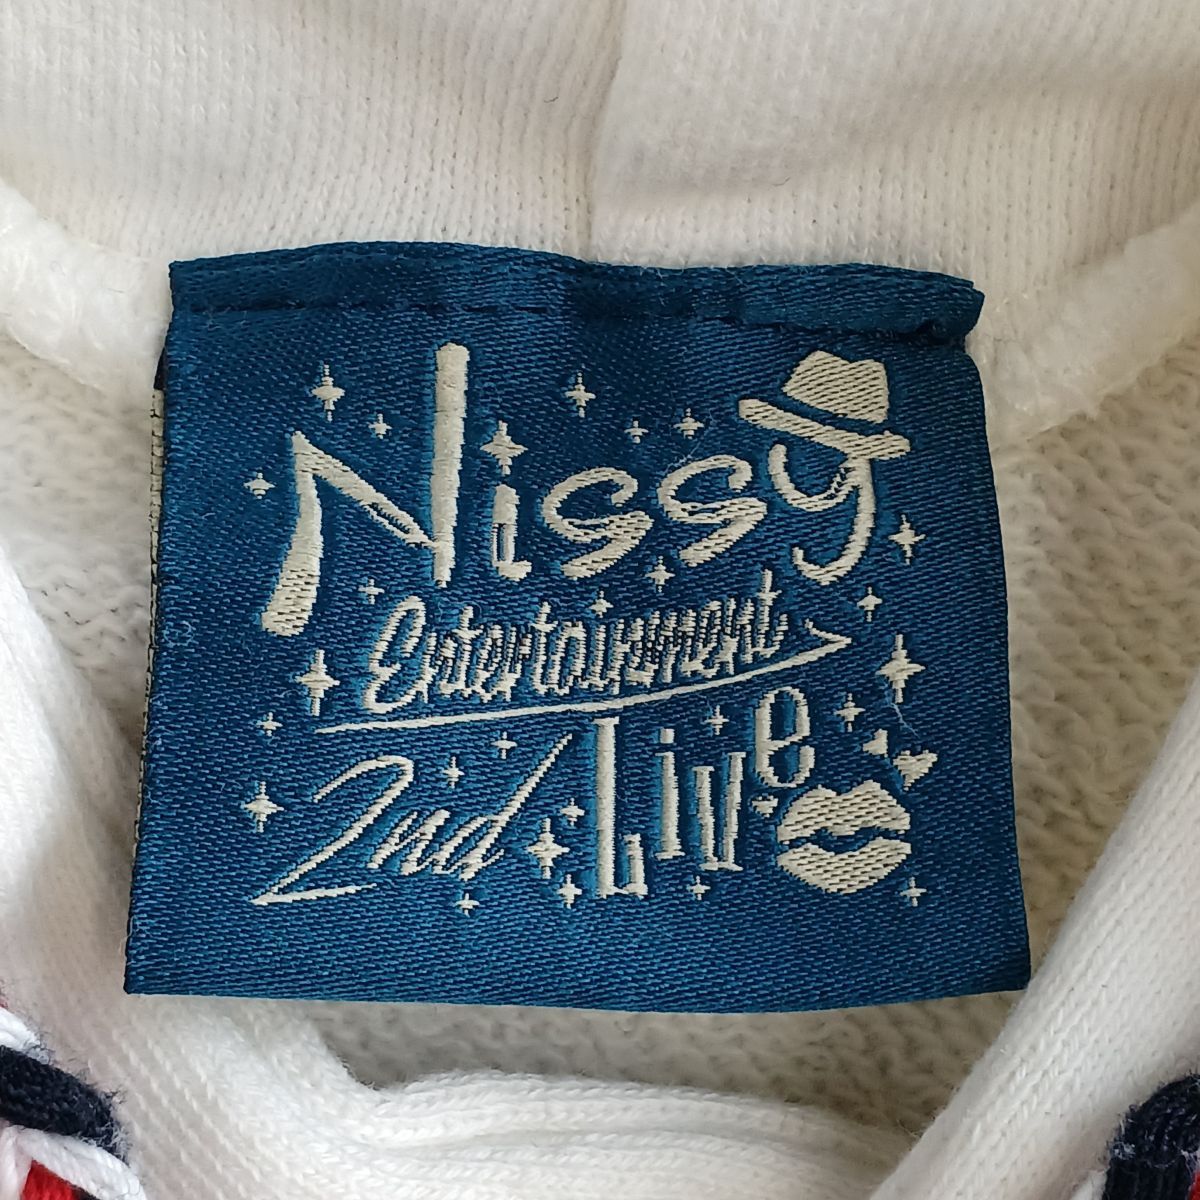 Nissy
Entertainment
2nd Live